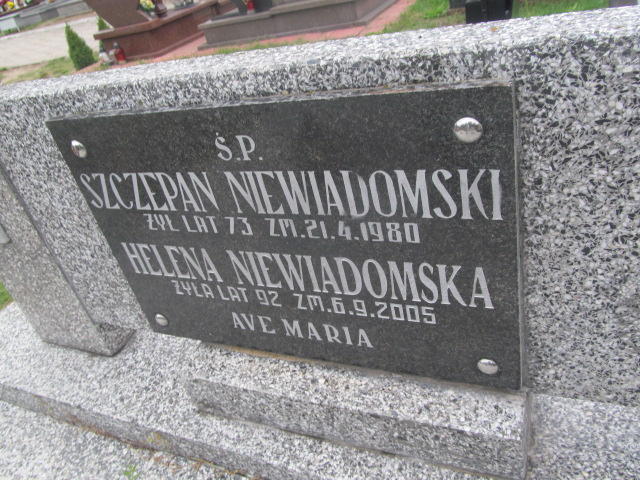 Ś.P.
SZCZEPAN NIEWIADOMSKI
ŻYŁ LAT 73 ZM.21.4.1980
HELENA NIEWIADOMSKA
ŻYŁA LAT 92 ZM.6.9.2005
AVE MARIA